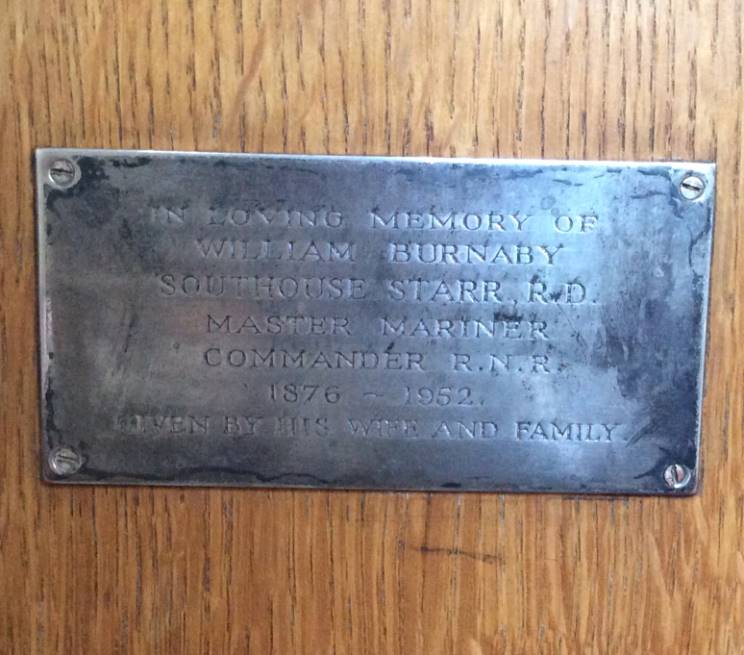 IN LOVING MEMORY OF
WILLIAM BURNABY
SOUTHOUSE STARR, R.D.
MASTER MARINER
COMMANDER R.N.R.
1876 ~ 1952.
GIVEN BY HIS WIFE AND FAMILY.